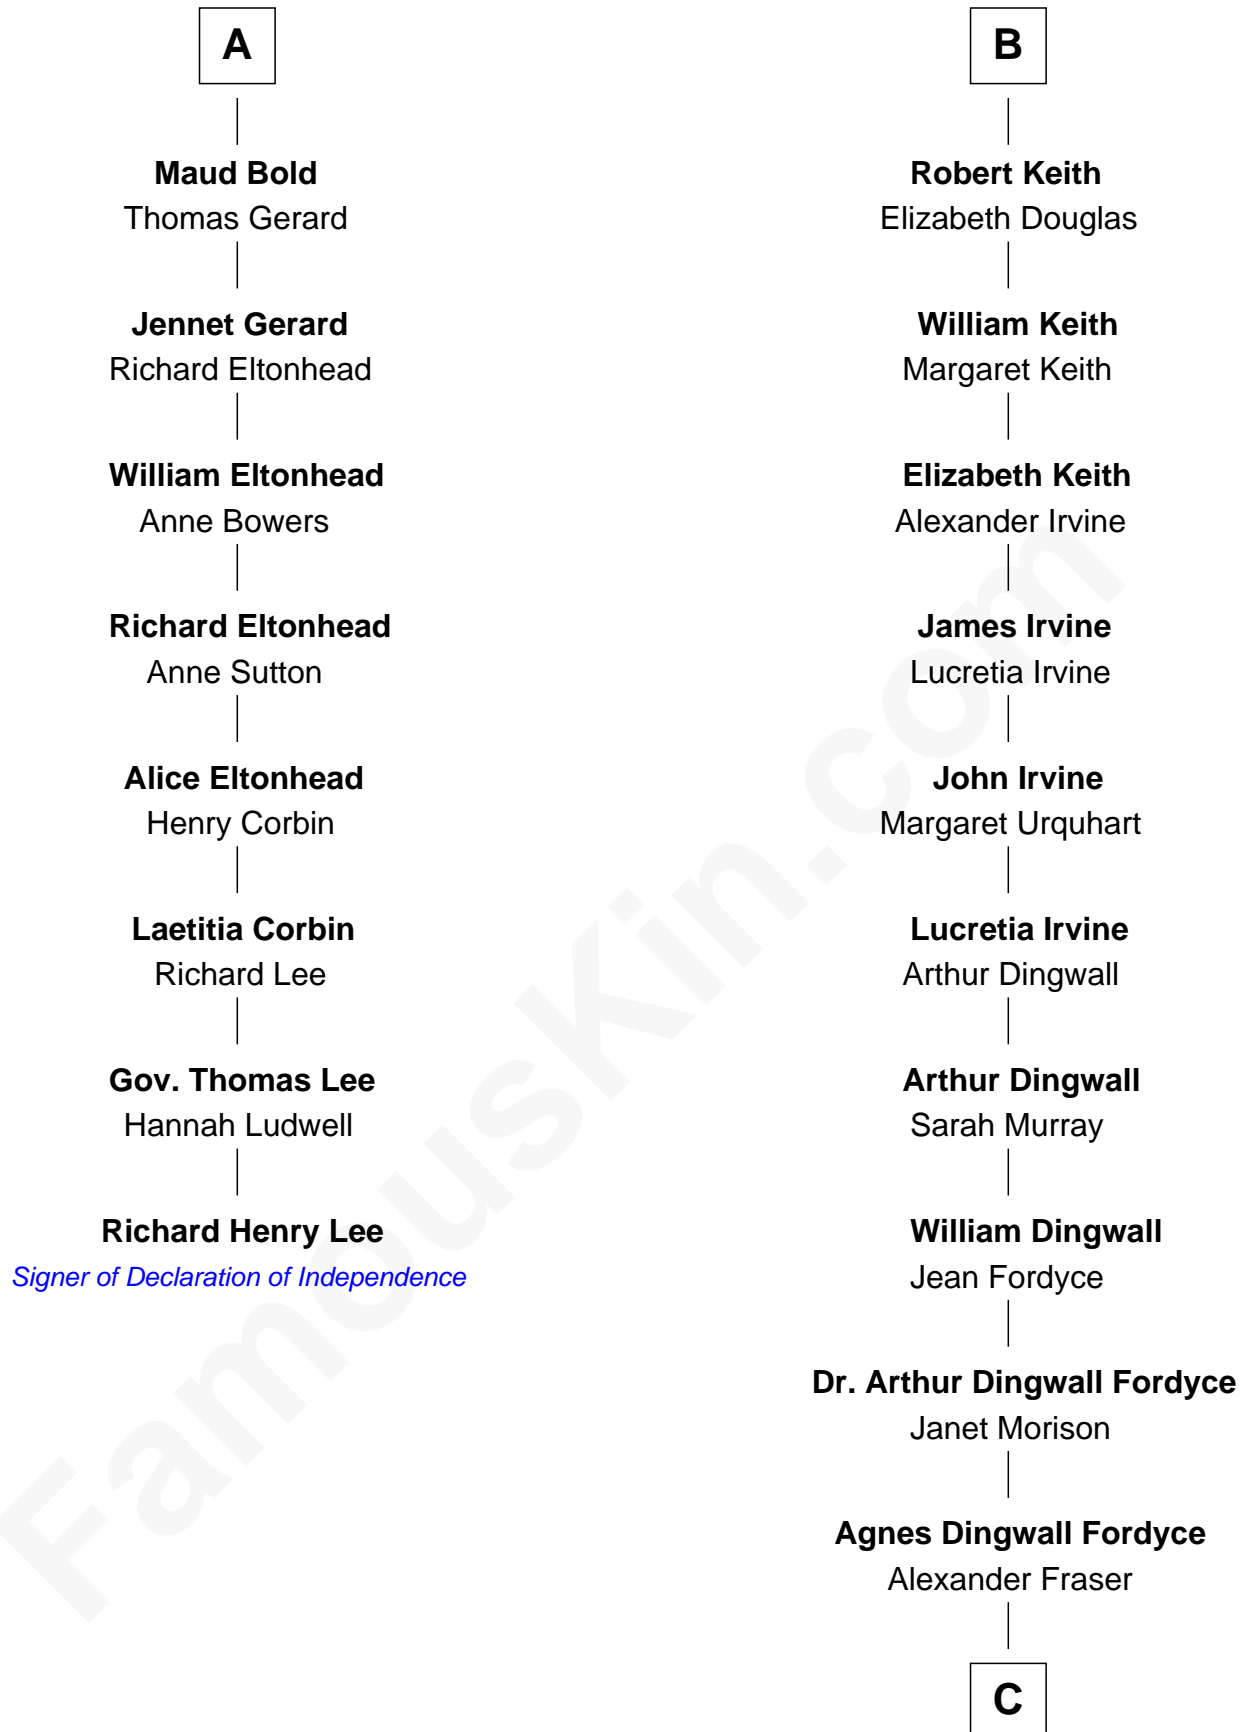 A
Maud Bold
Thomas Gerard
Jennet Gerard
Richard Eltonhead
William Eltonhead
Anne Bowers
Richard Eltonhead
Anne Sutton
Alice Eltonhead
Henry Corbin
Laetitia Corbin
Richard Lee
Gov. Thomas Lee
Hannah Ludwell
Richard Henry Lee
Signer of Declaration of Independence
B
Robert Keith
Elizabeth Douglas
William Keith
Margaret Keith
Elizabeth Keith
Alexander Irvine
James Irvine
Lucretia Irvine
John Irvine
Margaret Urquhart
Lucretia Irvine
Arthur Dingwall
Arthur Dingwall
Sarah Murray
William Dingwall
Jean Fordyce
Dr. Arthur Dingwall Fordyce
Janet Morison
Agnes Dingwall Fordyce
Alexander Fraser
C
FamousKin.com